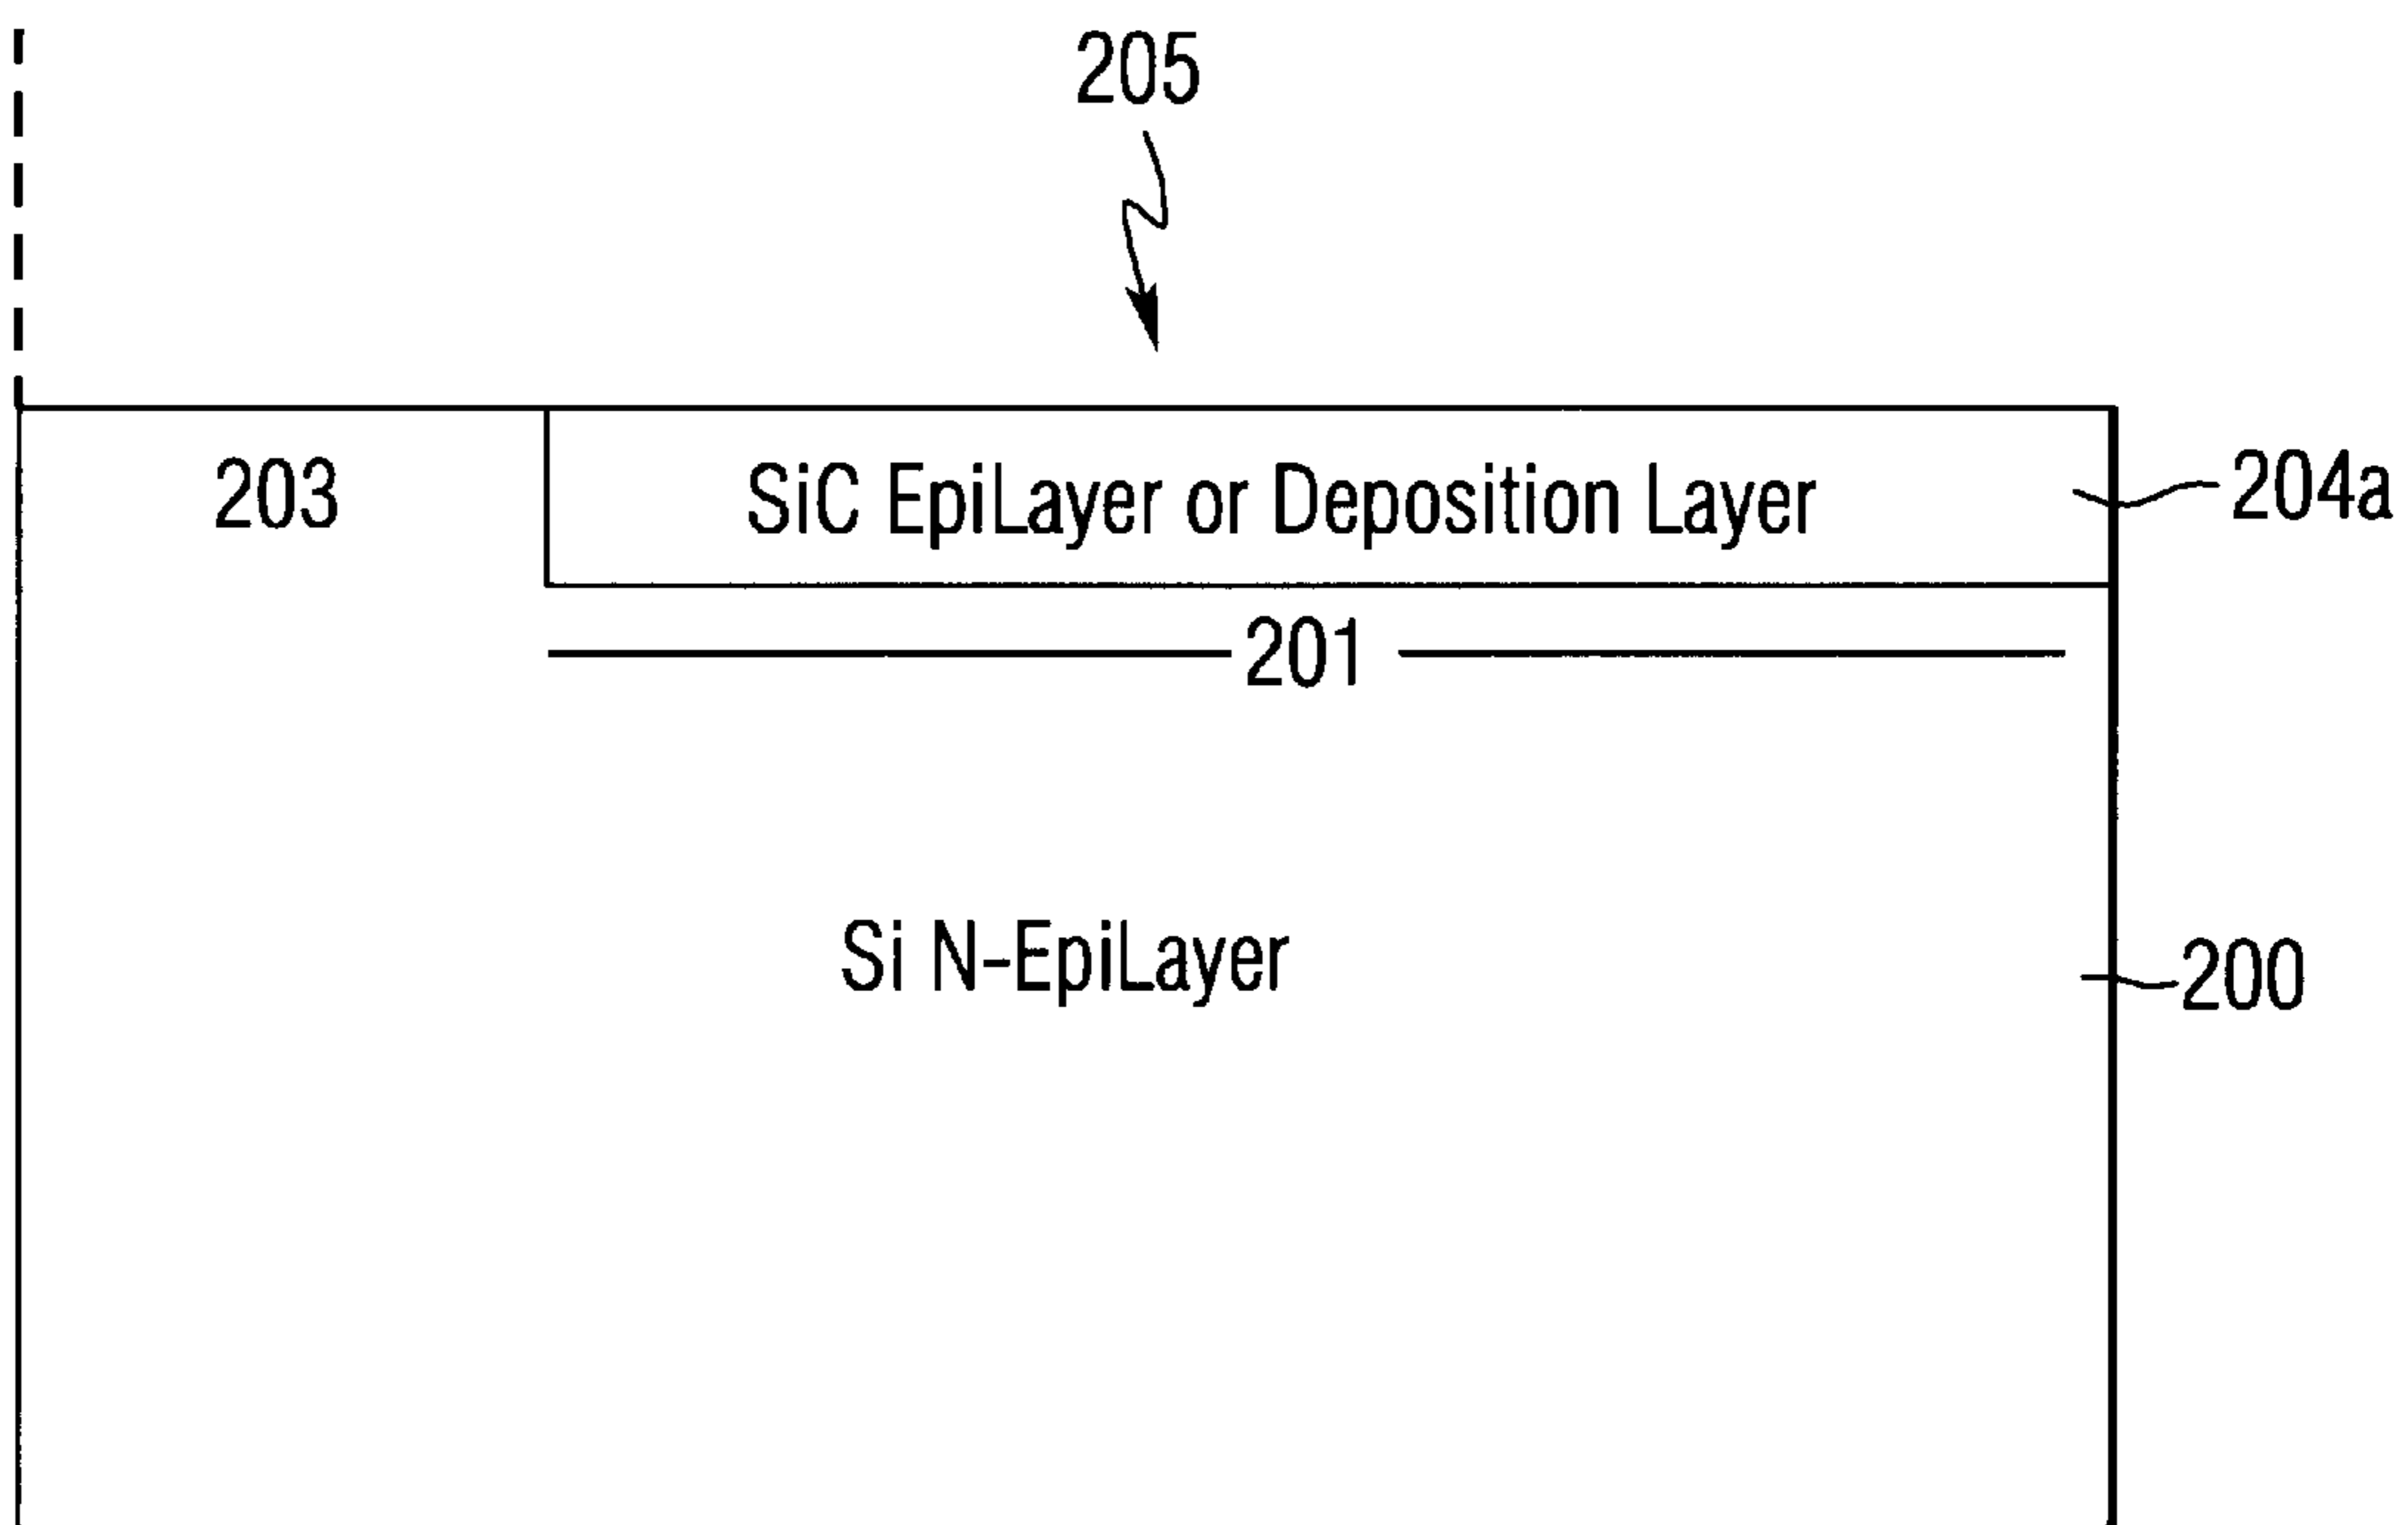 205
203
SiC EpiLayer or Deposition Layer
204a
201
Si N-EpiLayer
200